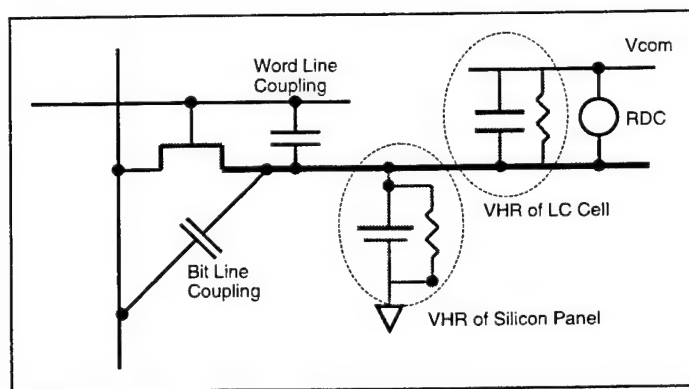 Vcom
Word Line
Coupling
RDC
VHR of LC Cell
Bit Line
Coupling
VHR of Silicon Panel